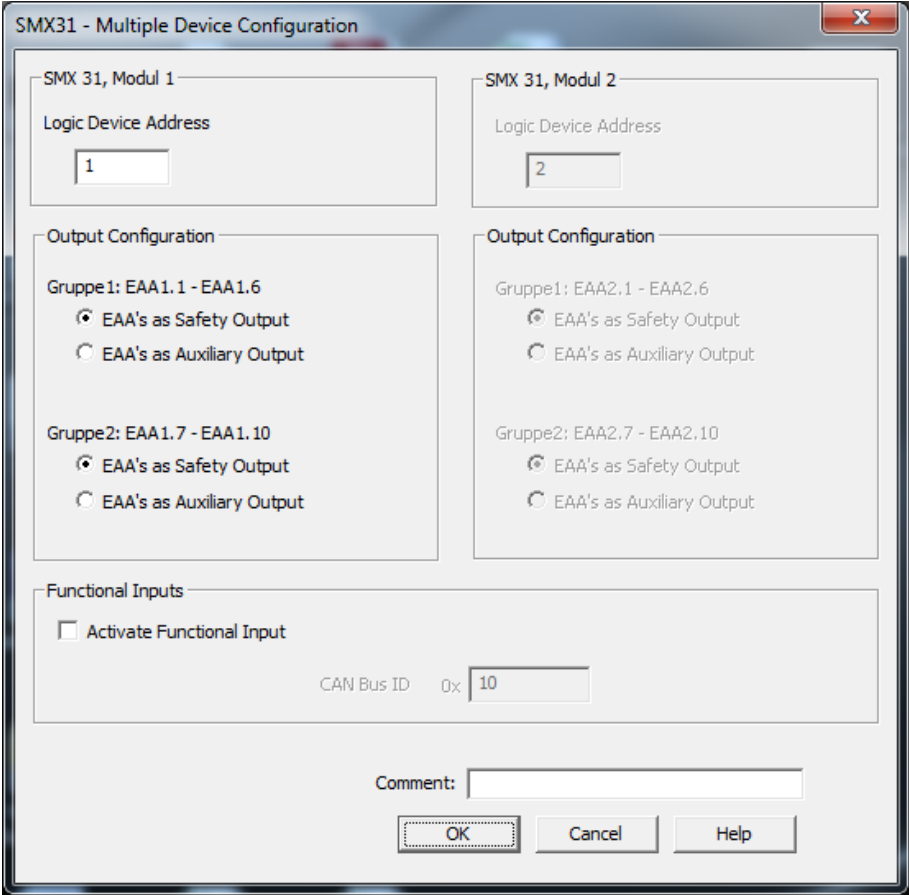 SMX31 - Multiple Device Configuration
SMX 31, Modul 1
Logic Device Address
1
SMX 31, Modul 2
Logic Device Address
2
Output Configuration
Gruppe1: EAA1.1 - EAA1.6
EAA's as Safety Output
EAA's as Auxiliary Output
Gruppe2: EAA1.7 - EAA1.10
EAA's as Safety Output
EAA's as Auxiliary Output
Output Configuration
Gruppe1: EAA2.1 - EAA2.6
EAA's as Safety Output
EAA's as Auxiliary Output
Gruppe2: EAA2.7 - EAA2.10
EAA's as Safety Output
EAA's as Auxiliary Output
Functional Inputs
Activate Functional Input
CAN Bus ID 0x 10
Comment:
OK Cancel Help